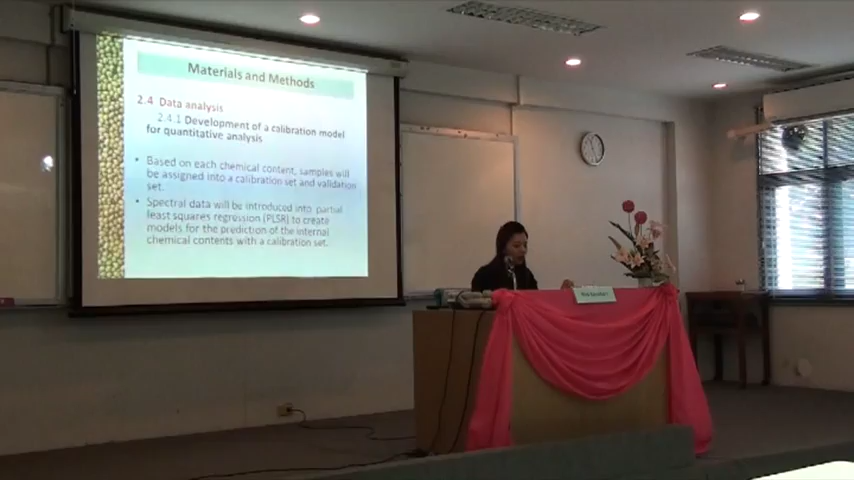 Materials and Methods
2.4 Data analysis
2.4.1 Development of a calibration model
for quantitative analysis
• Based on each chemical content, samples will
be assigned into a calibration set and validation
set.
• Spectral data will be introduced into partial
least squares regression (PLSR) to create
models for the prediction of the internal
chemical contents with a calibration set.